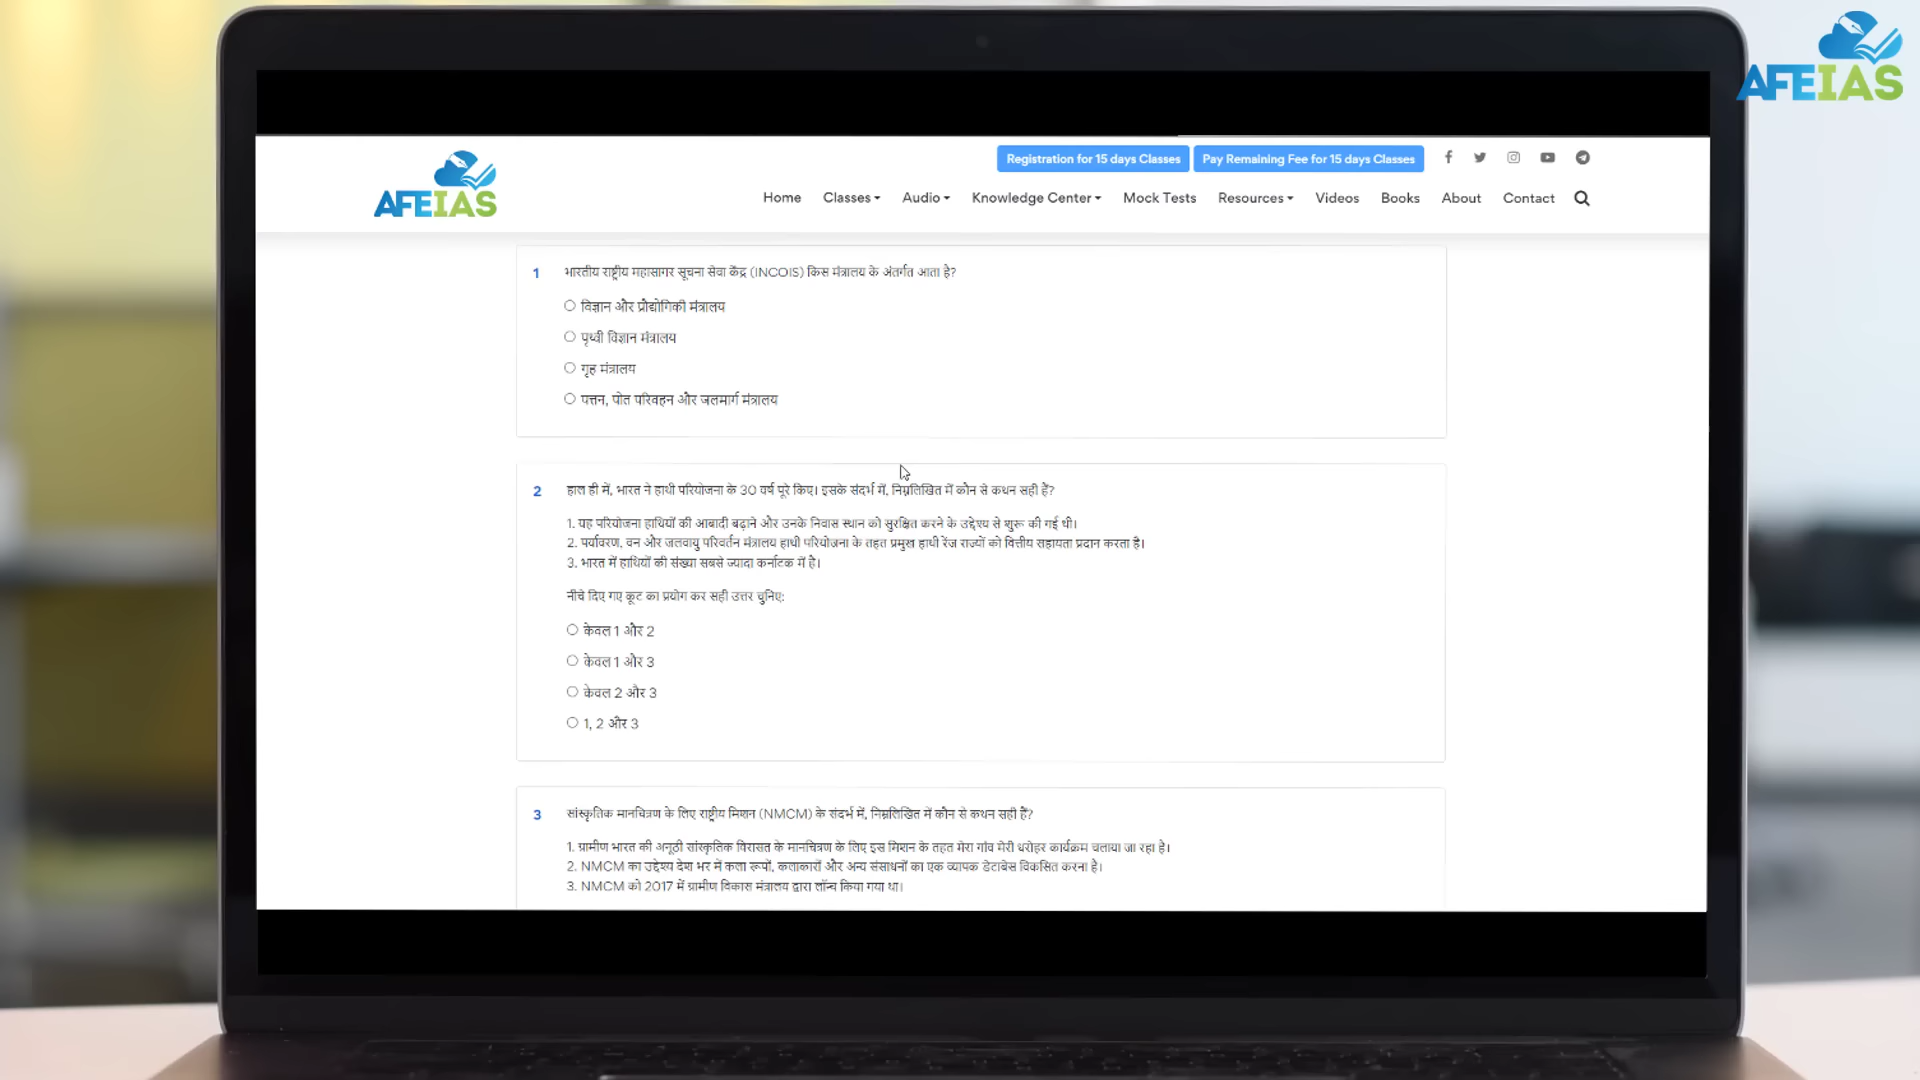 AFEIAS
AFEIAS
Registration for 15 days Classes
Pay Remaining Fee for 15 days Classes
Home
Classes
Audio
Knowledge Center
Mock Tests
Resources
Videos
Books
About
Contact
1 भारतीय राष्ट्रीय महासागर सूचना सेवा केंद्र (INCOIS) किस मंत्रालय के अंतर्गत आता है?
विज्ञान और प्रौद्योगिकी मंत्रालय
पृथ्वी विज्ञान मंत्रालय
गृह मंत्रालय
पत्तन, पोत परिवहन और जलमार्ग मंत्रालय
2 हाल ही में, भारत ने हाथी परियोजना के 30 वर्ष पूरे किए। इसके संदर्भ में, निम्नलिखित में कौन से कथन सही हैं?
1. यह परियोजना हाथियों की आबादी बढ़ाने और उनके निवास स्थान को सुरक्षित करने के उद्देश्य से शुरू की गई थी।
2. पर्यावरण, वन और जलवायु परिवर्तन मंत्रालय हाथी परियोजना के तहत प्रमुख हाथी रेंज राज्यों को वित्तीय सहायता प्रदान करता है।
3. भारत में हाथियों की संख्या सबसे ज्यादा कर्नाटक में है।
नीचे दिए गए कूट का प्रयोग कर सही उत्तर चुनिए:
केवल 1 और 2
केवल 1 और 3
केवल 2 और 3
1, 2 और 3
3 सांस्कृतिक मानचित्रण के लिए राष्ट्रीय मिशन (NMCM) के संदर्भ में, निम्नलिखित में कौन से कथन सही हैं?
1. ग्रामीण भारत की अनूठी सांस्कृतिक विरासत के मानचित्रण के लिए इस मिशन के तहत मेरा गांव मेरी धरोहर कार्यक्रम चलाया जा रहा है।
2. NMCM का उद्देश्य देश भर में कला रूपों, कलाकारों और अन्य संसाधनों का एक व्यापक डेटाबेस विकसित करना है।
3. NMCM को 2017 में ग्रामीण विकास मंत्रालय द्वारा लॉन्च किया गया था।